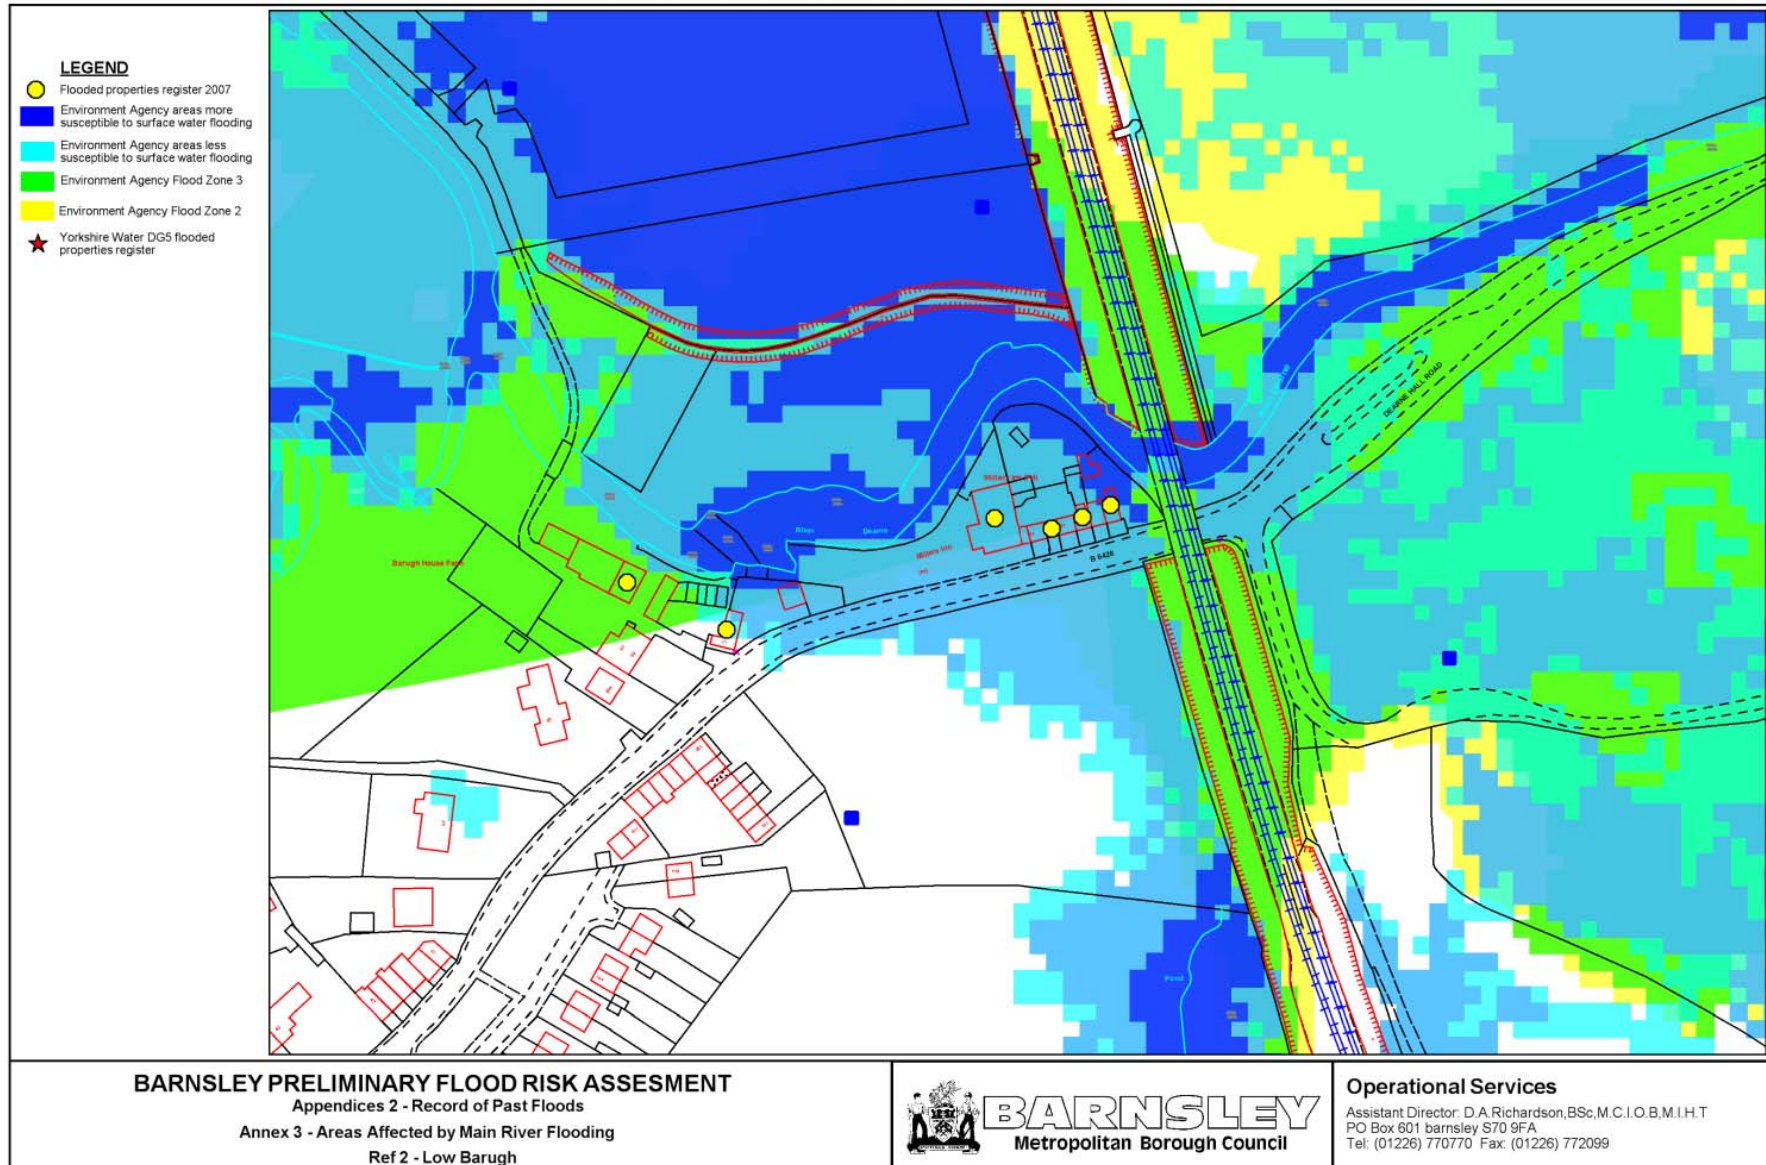 LEGEND
Flooded properties register 2007
Environment Agency areas more
susceptible to surface water flooding
Environment Agency areas less
susceptible to surface water flooding
Environment Agency Flood Zone 3
Environment Agency Flood Zone 2
Yorkshire Water DG5 flooded
properties register
DEARNE HALL ROAD
River Dearne
Millers Inn
(PH)
B 6428
Barugh House Farm
Pond
BARNSLEY PRELIMINARY FLOOD RISK ASSESMENT
Appendices 2 - Record of Past Floods
Annex 3 - Areas Affected by Main River Flooding
Ref 2 - Low Barugh
BARNSLEY
Metropolitan Borough Council
Operational Services
Assistant Director: D.A.Richardson,BSc,M.C.I.O.B,M.I.H.T
PO Box 601 barnsley S70 9FA
Tel: (01226) 770770 Fax: (01226) 772099